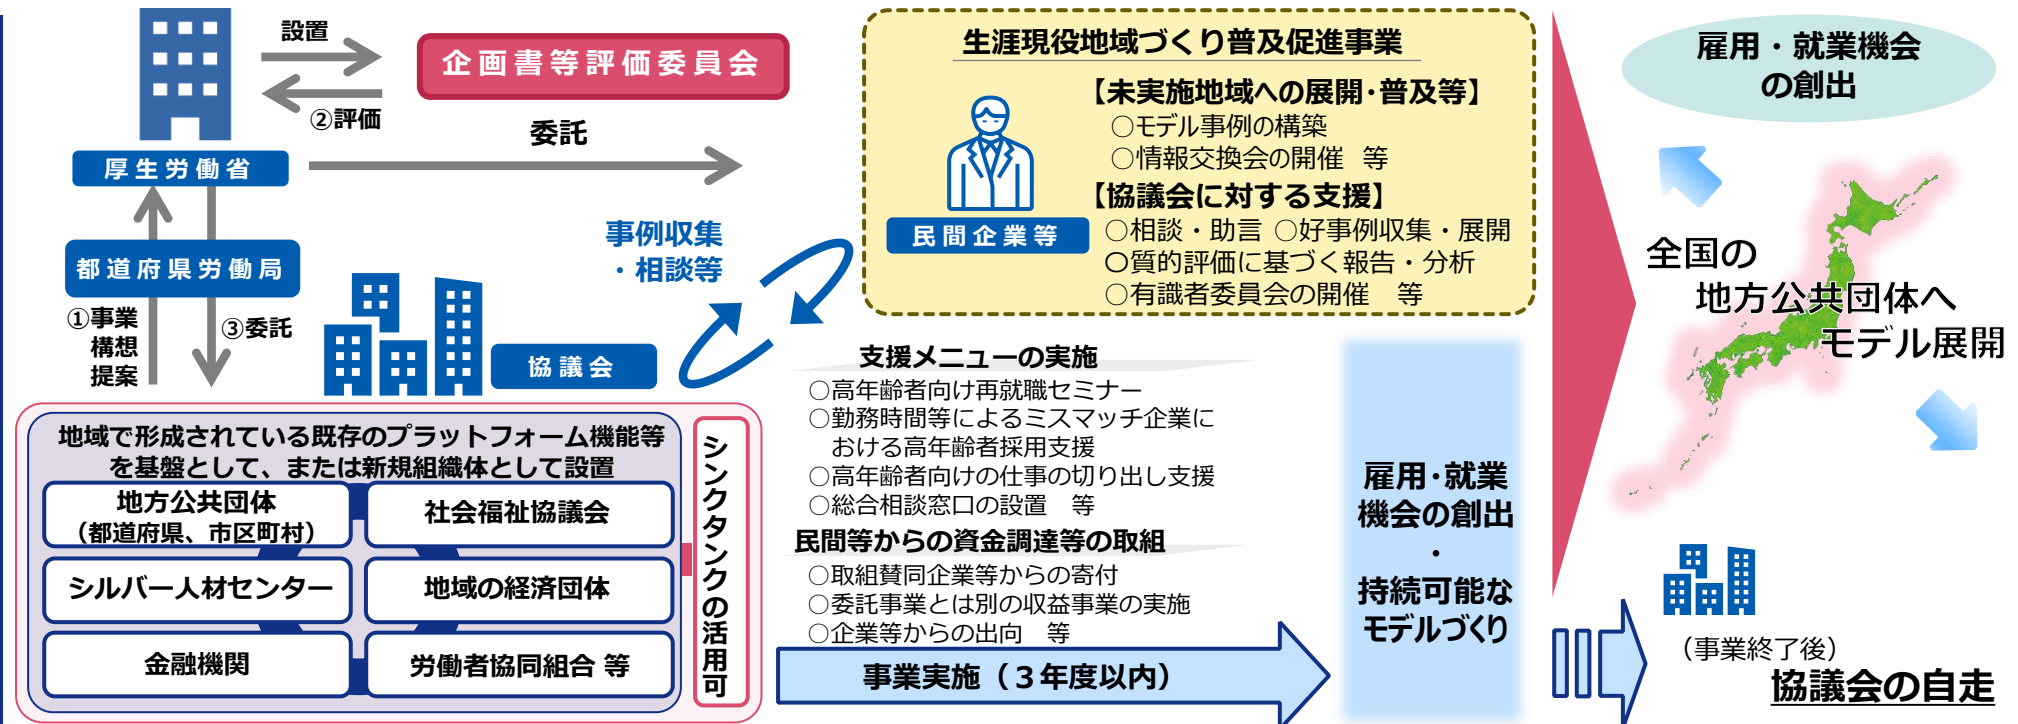 設置
企画書等評価委員会
②評価
委託
厚生労働省
都道府県労働局
①事業
構想
提案
③委託
事例収集
・相談等
協議会
地域で形成されている既存のプラットフォーム機能等
を基盤として、または新規組織体として設置
地方公共団体
（都道府県、市区町村）
社会福祉協議会
シルバー人材センター
地域の経済団体
金融機関
労働者協同組合 等
シンクタンクの活用可
生涯現役地域づくり普及促進事業
【未実施地域への展開・普及等】
○モデル事例の構築
○情報交換会の開催　等
【協議会に対する支援】
民間企業等
○相談・助言 ○好事例収集・展開
○質的評価に基づく報告・分析
○有識者委員会の開催　等
支援メニューの実施
○高年齢者向け再就職セミナー
○勤務時間等によるミスマッチ企業に
おける高年齢者採用支援
○高年齢者向けの仕事の切り出し支援
○総合相談窓口の設置　等
民間等からの資金調達等の取組
○取組賛同企業等からの寄付
○委託事業とは別の収益事業の実施
○企業等からの出向　等
事業実施（３年度以内）
雇用・就業
機会の創出
・
持続可能な
モデルづくり
雇用・就業機会
の創出
全国の
地方公共団体へ
モデル展開
（事業終了後）
協議会の自走